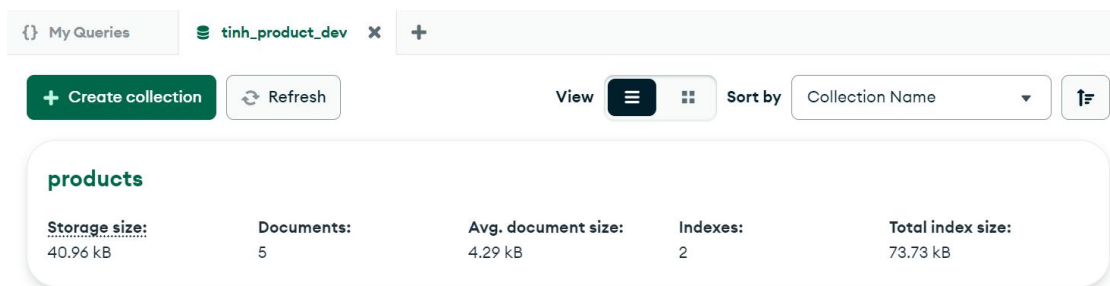 {} My Queries tinh_product_dev
+ Create collection Refresh View Sort by Collection Name
products
Storage size: Documents: Avg. document size: Indexes: Total index size:
40.96 kB 5 4.29 kB 2 73.73 kB